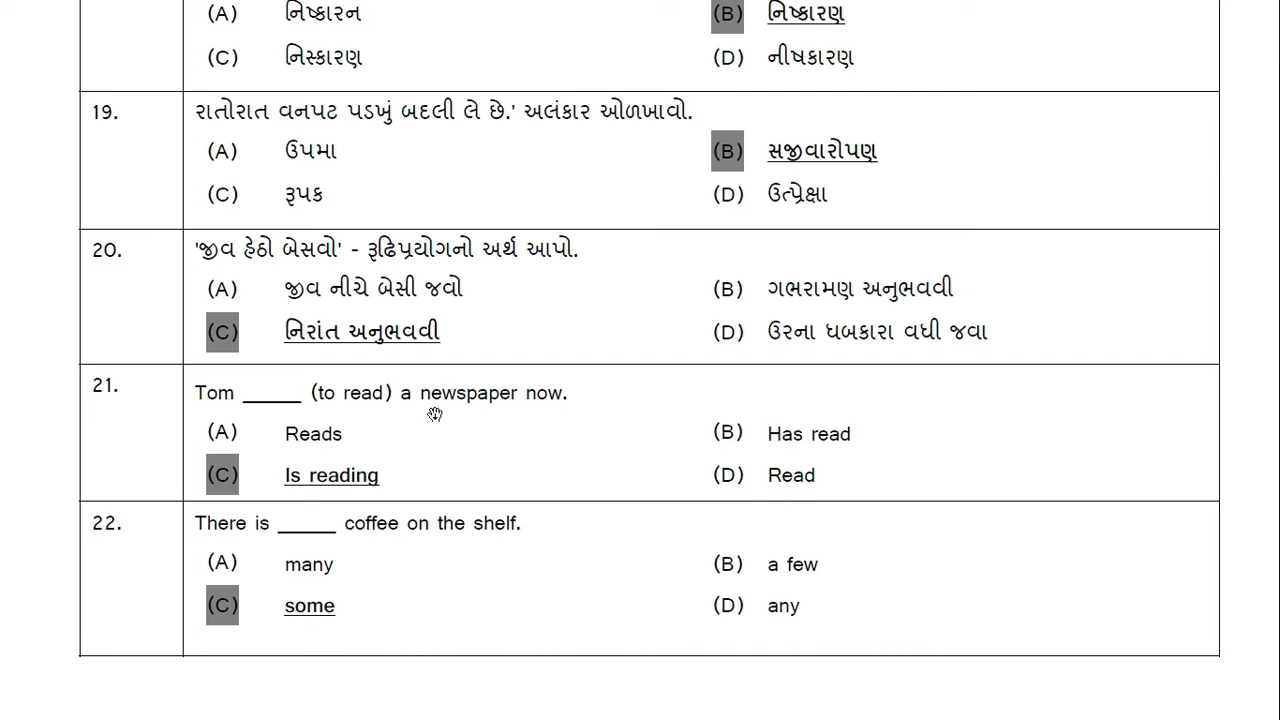 (A) નિષ્કારન (B) નિષ્કારણ
(C) નિસ્કારણ (D) નીષકારણ
19. રાતોરાત વનપટ પડખું બદલી લે છે.' અલંકાર ઓળખાવો.
(A) ઉપમા (B) સજીવારોપણ
(C) રૂપક (D) ઉત્પ્રેક્ષા
20. 'જીવ હેઠો બેસવો' - રૂઢિપ્રયોગનો અર્થ આપો.
(A) જીવ નીચે બેસી જવો (B) ગભરામણ અનુભવવી
(C) નિરાંત અનુભવવી (D) ઉરના ધબકારા વધી જવા
21. Tom _____ (to read) a newspaper now.
(A) Reads (B) Has read
(C) Is reading (D) Read
22. There is _____ coffee on the shelf.
(A) many (B) a few
(C) some (D) any